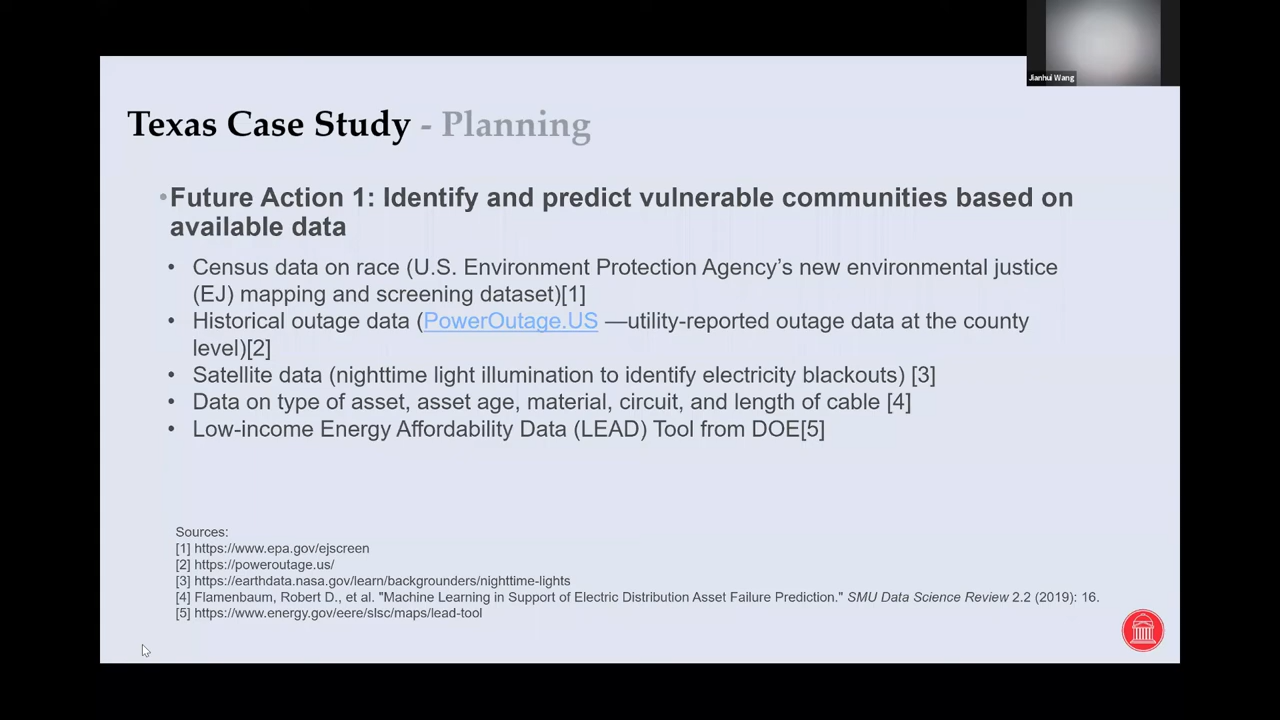 Jianhui Wang
Texas Case Study - Planning
•Future Action 1: Identify and predict vulnerable communities based on
available data
• Census data on race (U.S. Environment Protection Agency’s new environmental justice
(EJ) mapping and screening dataset)[1]
• Historical outage data (PowerOutage.US —utility-reported outage data at the county
level)[2]
• Satellite data (nighttime light illumination to identify electricity blackouts) [3]
• Data on type of asset, asset age, material, circuit, and length of cable [4]
• Low-income Energy Affordability Data (LEAD) Tool from DOE[5]
Sources:
[1] https://www.epa.gov/ejscreen
[2] https://poweroutage.us/
[3] https://earthdata.nasa.gov/learn/backgrounders/nighttime-lights
[4] Flamenbaum, Robert D., et al. "Machine Learning in Support of Electric Distribution Asset Failure Prediction." SMU Data Science Review 2.2 (2019): 16.
[5] https://www.energy.gov/eere/slsc/maps/lead-tool